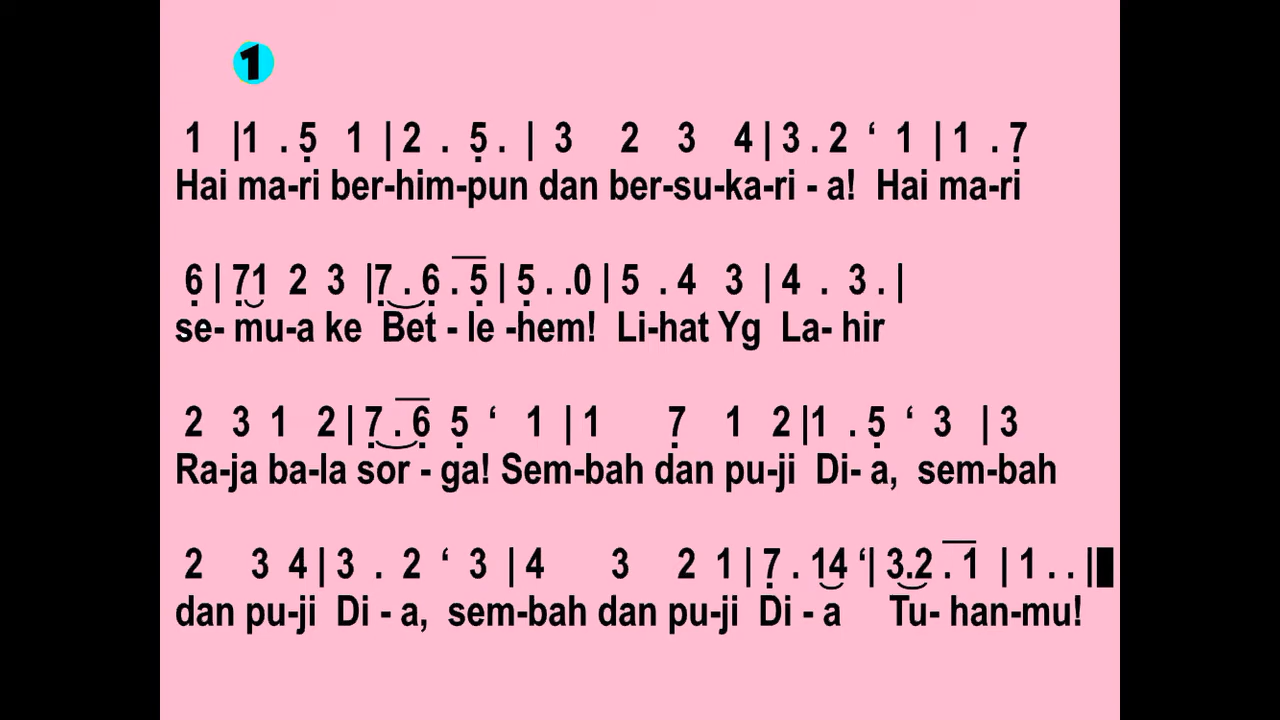 1
1 |1 . 5̣ 1 |2 . 5̣ . | 3 2 3 4|3 . 2 ‘ 1 |1 . 7̣
Hai ma-ri ber-him-pun dan ber-su-ka-ri - a! Hai ma-ri
6̣ | 7̣1 2 3 |7̣ . 6̣ . 5̣ | 5̣ . .0 | 5 . 4 3 | 4 . 3 . |
se- mu-a ke Bet - le -hem! Li-hat Yg La- hir
2 3 1 2| 7̣ . 6̣ 5̣ ‘ 1 | 1 7̣ 1 2 |1 . 5̣ ‘ 3 | 3
Ra-ja ba-la sor - ga! Sem-bah dan pu-ji Di- a, sem-bah
2 3 4 | 3 . 2 ‘ 3 | 4 3 2 1| 7̣ . 14 ‘| 3.2 . 1 | 1 . . |
dan pu-ji Di - a, sem-bah dan pu-ji Di - a Tu- han-mu!